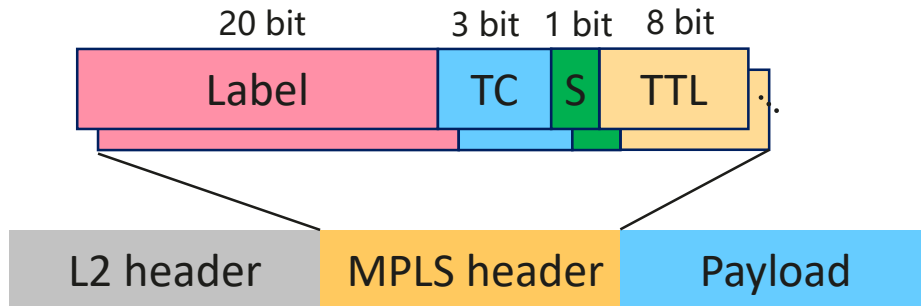 20 bit 3 bit 1 bit 8 bit
Label TC S TTL
L2 header MPLS header Payload